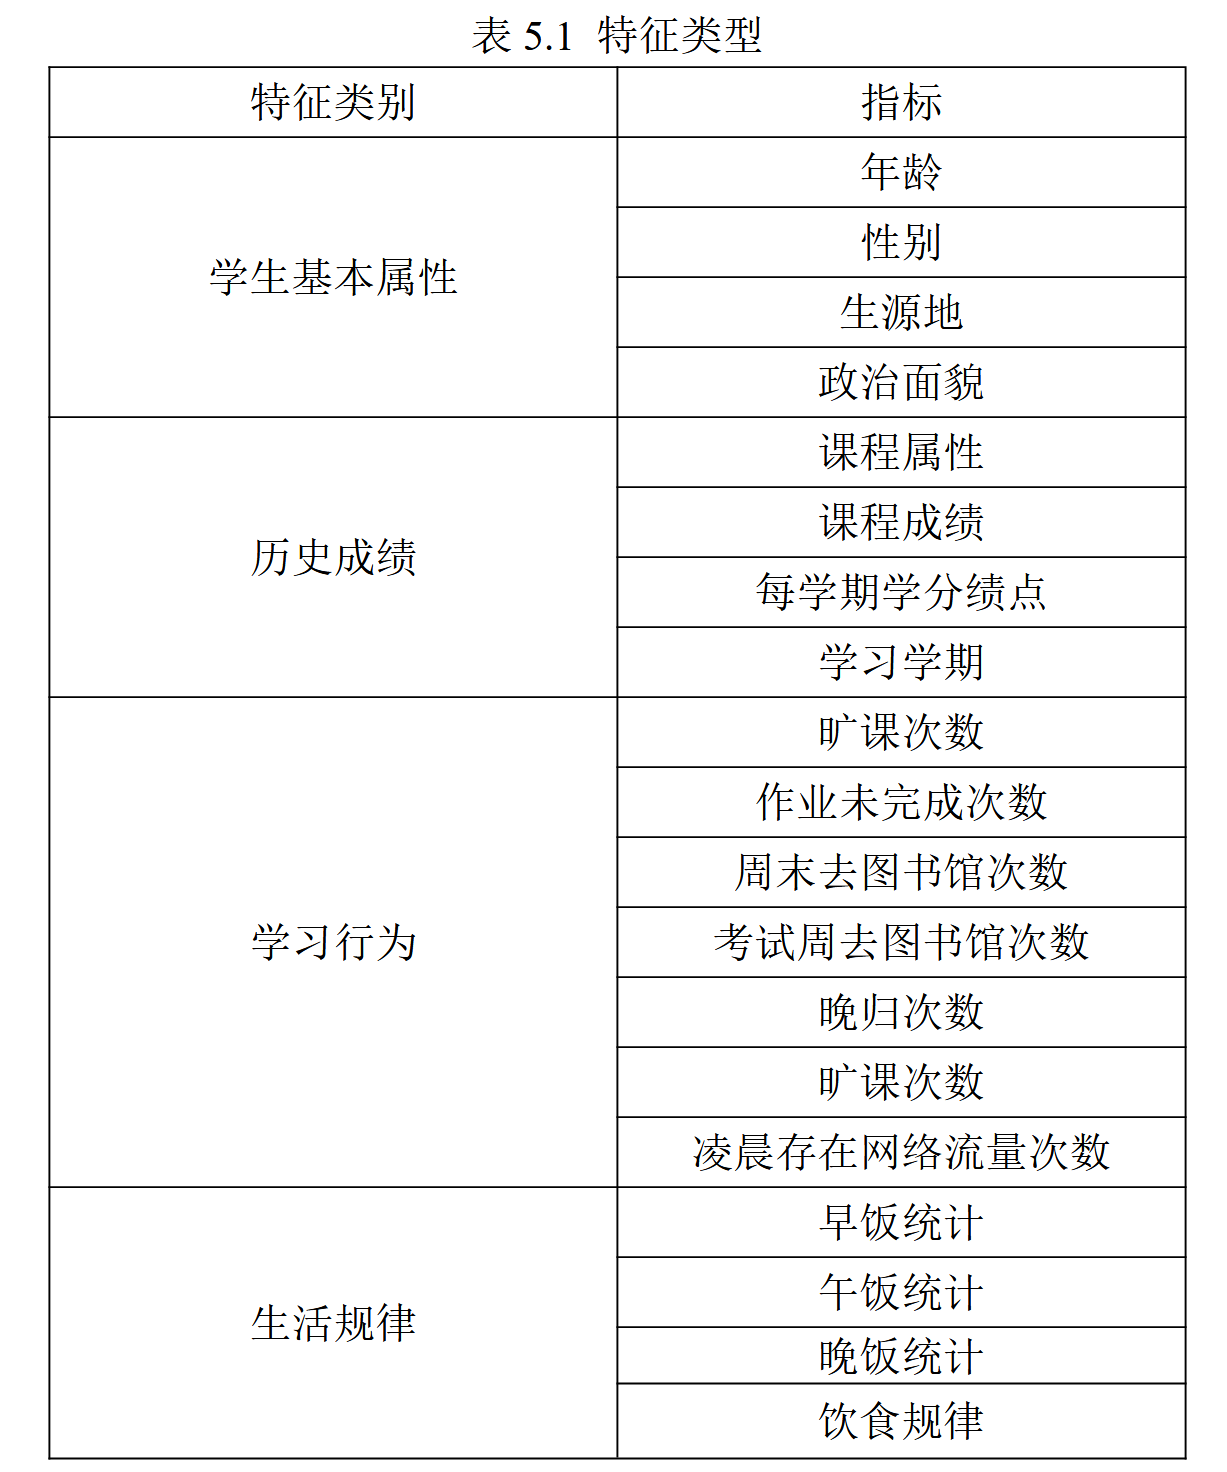 表 5.1 特征类型
特征类别 指标
学生基本属性
年龄
性别
生源地
政治面貌
历史成绩
课程属性
课程成绩
每学期学分绩点
学习学期
学习行为
旷课次数
作业未完成次数
周末去图书馆次数
考试周去图书馆次数
晚归次数
旷课次数
凌晨存在网络流量次数
生活规律
早饭统计
午饭统计
晚饭统计
饮食规律